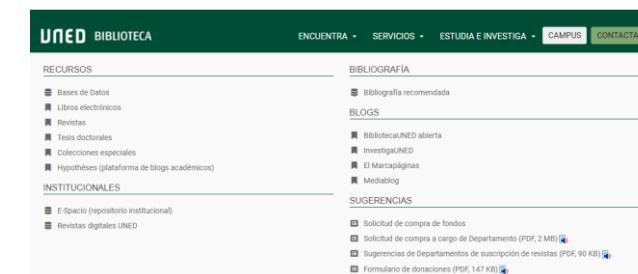 UNED BIBLIOTECA
ENCUENTRA
SERVICIOS
ESTUDIA E INVESTIGA
CAMPUS
CONTACTA
RECURSOS
Bases de Datos
Libros electrónicos
Revistas
Tesis doctorales
Colecciones especiales
Hypothèses (plataforma de blogs académicos)
INSTITUCIONALES
E-Spacio (repositorio institucional)
Revistas digitales UNED
BIBLIOGRAFÍA
Bibliografía recomendada
BLOGS
BibliotecaUNED abierta
InvestigaUNED
El Marcapáginas
Mediablog
SUGERENCIAS
Solicitud de compra de fondos
Solicitud de compra a cargo de Departamento (PDF, 2 MB)
Sugerencias de Departamentos de suscripción de revistas (PDF, 90 KB)
Formulario de donaciones (PDF, 147 KB)